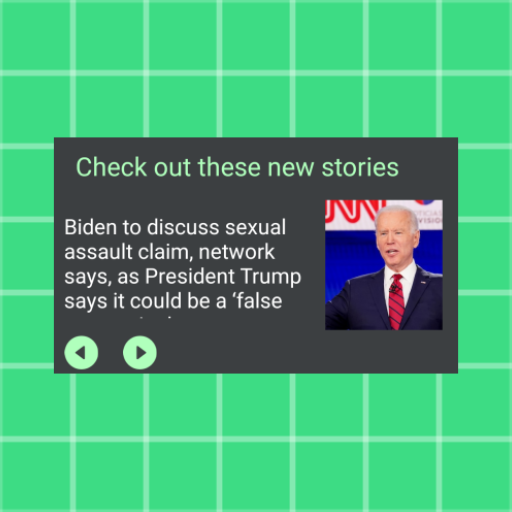 Check out these new stories
Biden to discuss sexual
assault claim, network
says, as President Trump
says it could be a ‘false
CNN